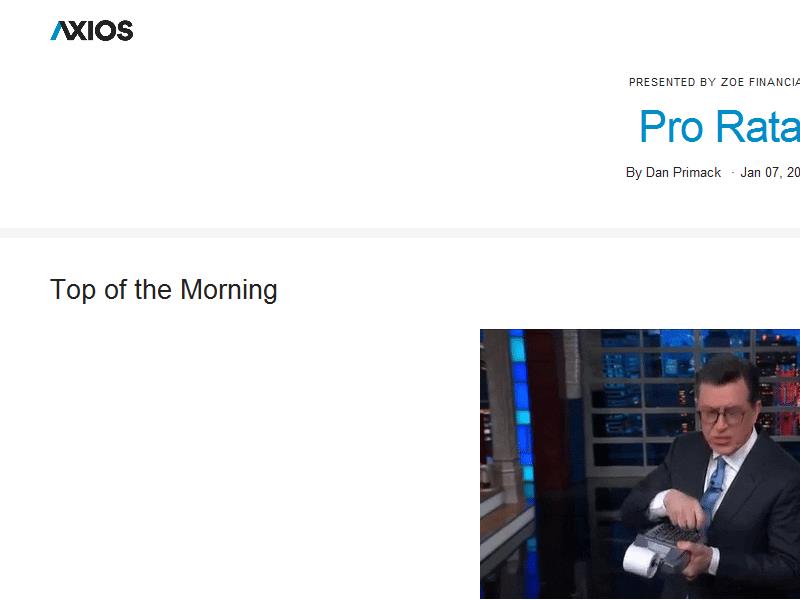 AXIOS
PRESENTED BY ZOE FINANCIA
Pro Rata
By Dan Primack · Jan 07, 20
Top of the Morning